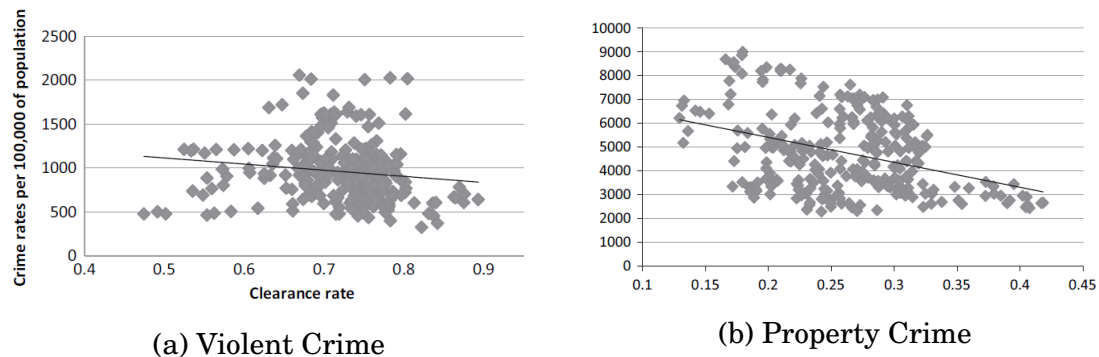 Crime rates per 100,000 of population
2500
2000
1500
1000
500
0
0.4 0.5 0.6 0.7 0.8 0.9
Clearance rate
(a) Violent Crime
10000
9000
8000
7000
6000
5000
4000
3000
2000
1000
0
0.1 0.15 0.2 0.25 0.3 0.35 0.4 0.45
(b) Property Crime